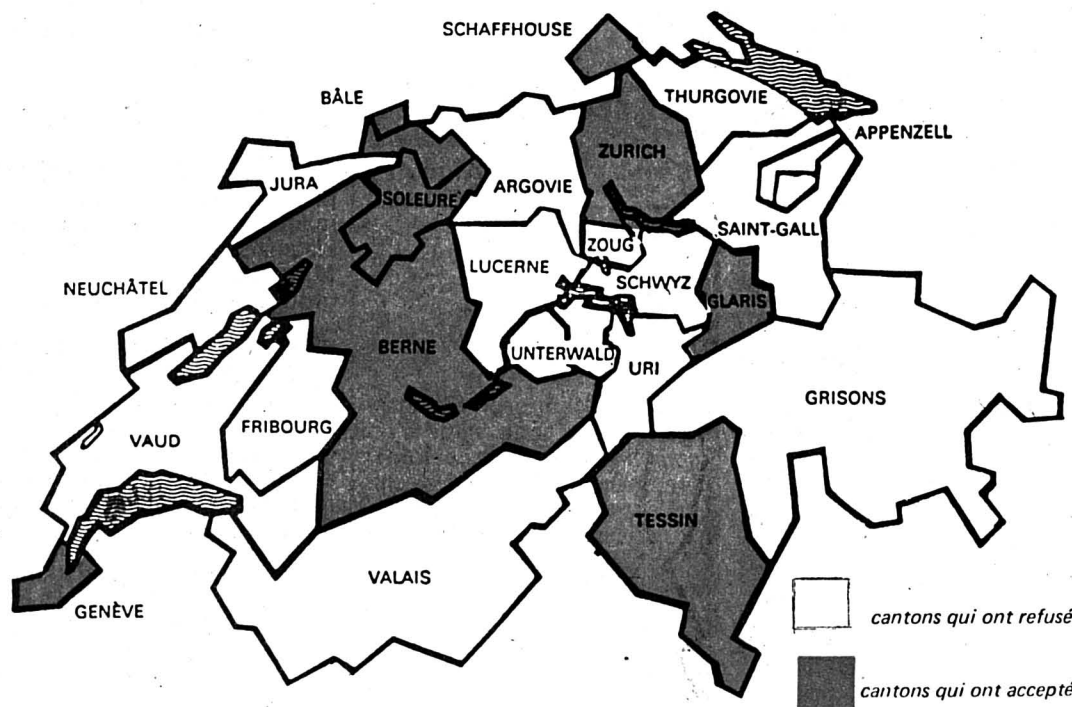 SCHAFFHOUSE
BÂLE
THURGOVIE
APPENZELL
ZURICH
JURA
SOLEURE
ARGOVIE
SAINT-GALL
ZOUG
LUCERNE
SCHWYZ
NEUCHÂTEL
GLARIS
BERNE
UNTERWALD
URI
GRISONS
FRIBOURG
VAUD
TESSIN
VALAIS
GENÈVE
cantons qui ont refusé
cantons qui ont accepté